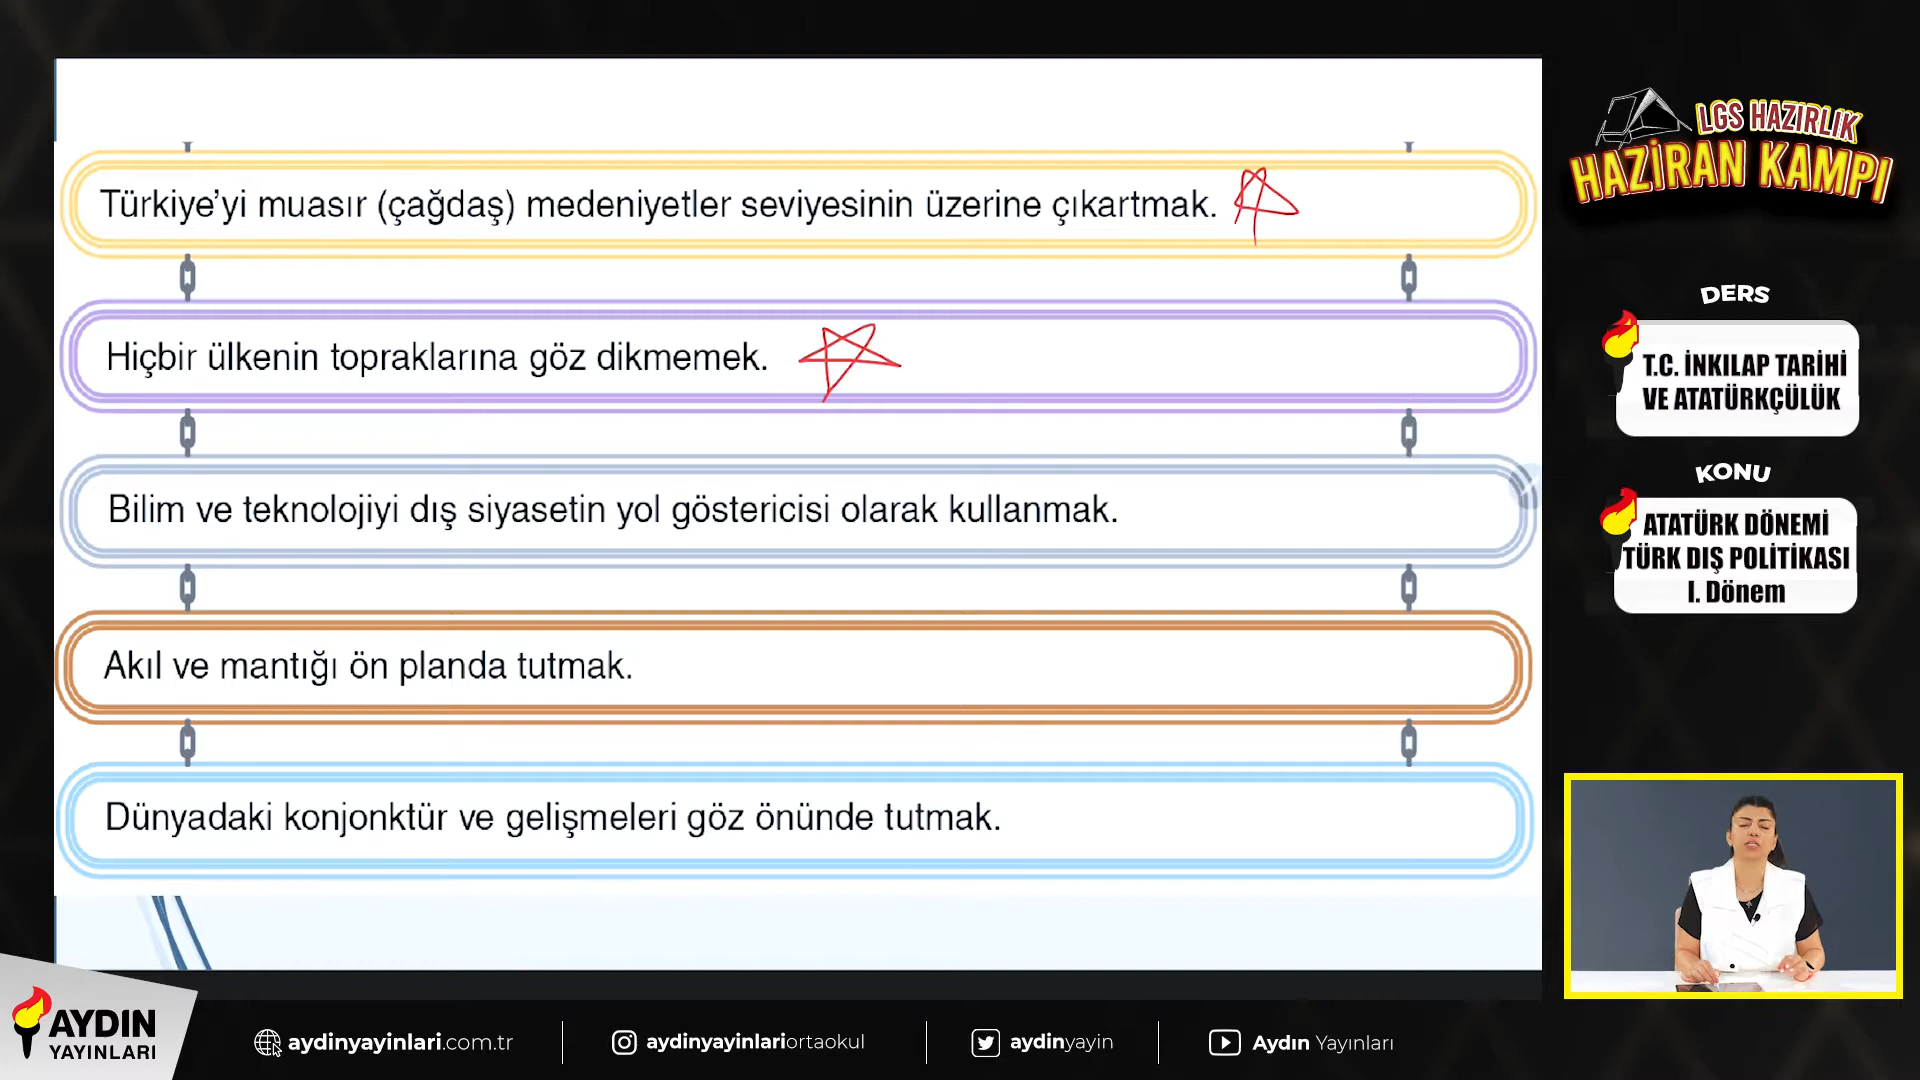 Türkiye’yi muasır (çağdaş) medeniyetler seviyesinin üzerine çıkartmak.
Hiçbir ülkenin topraklarına göz dikmemek.
Bilim ve teknolojiyi dış siyasetin yol göstericisi olarak kullanmak.
Akıl ve mantığı ön planda tutmak.
Dünyadaki konjonktür ve gelişmeleri göz önünde tutmak.
LGS HAZIRLIK
HAZİRAN KAMPI
DERS
T.C. İNKILAP TARİHİ
VE ATATÜRKÇÜLÜK
KONU
ATATÜRK DÖNEMİ
TÜRK DIŞ POLİTİKASI
I. Dönem
AYDIN
YAYINLARI
aydinyayinlari.com.tr
aydinyayinlariortaokul
aydinyayin
Aydın Yayınları